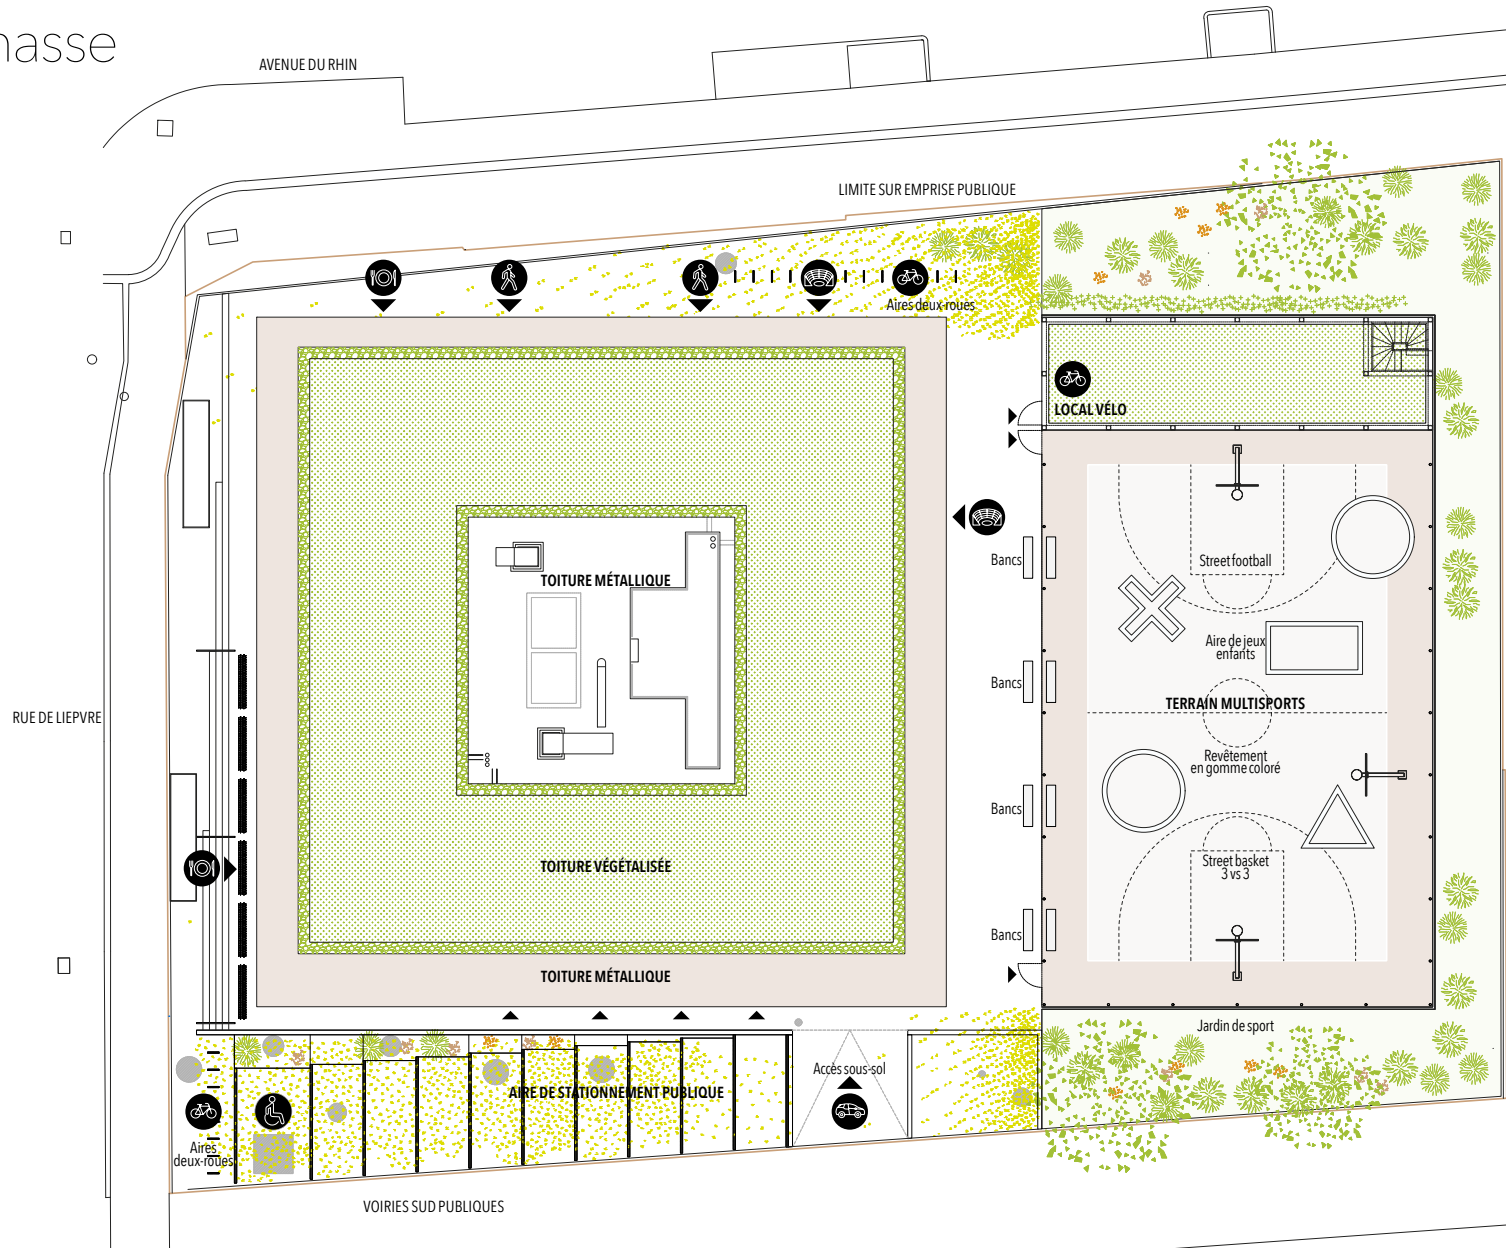 AVENUE DU RHIN
LIMITE SUR EMPRISE PUBLIQUE
Aires deux-roues
LOCAL VÉLO
Bancs
Street football
TOITURE MÉTALLIQUE
Aire de jeux
enfants
Bancs
TERRAIN MULTISPORTS
RUE DE LIEPVRE
Revêtement
en gomme coloré
Bancs
TOITURE VÉGÉTALISÉE
Street basket
3 vs 3
Bancs
TOITURE MÉTALLIQUE
Jardin de sport
Accès sous-sol
AIRE DE STATIONNEMENT PUBLIQUE
Aires
deux-roues
VOIRIES SUD PUBLIQUES